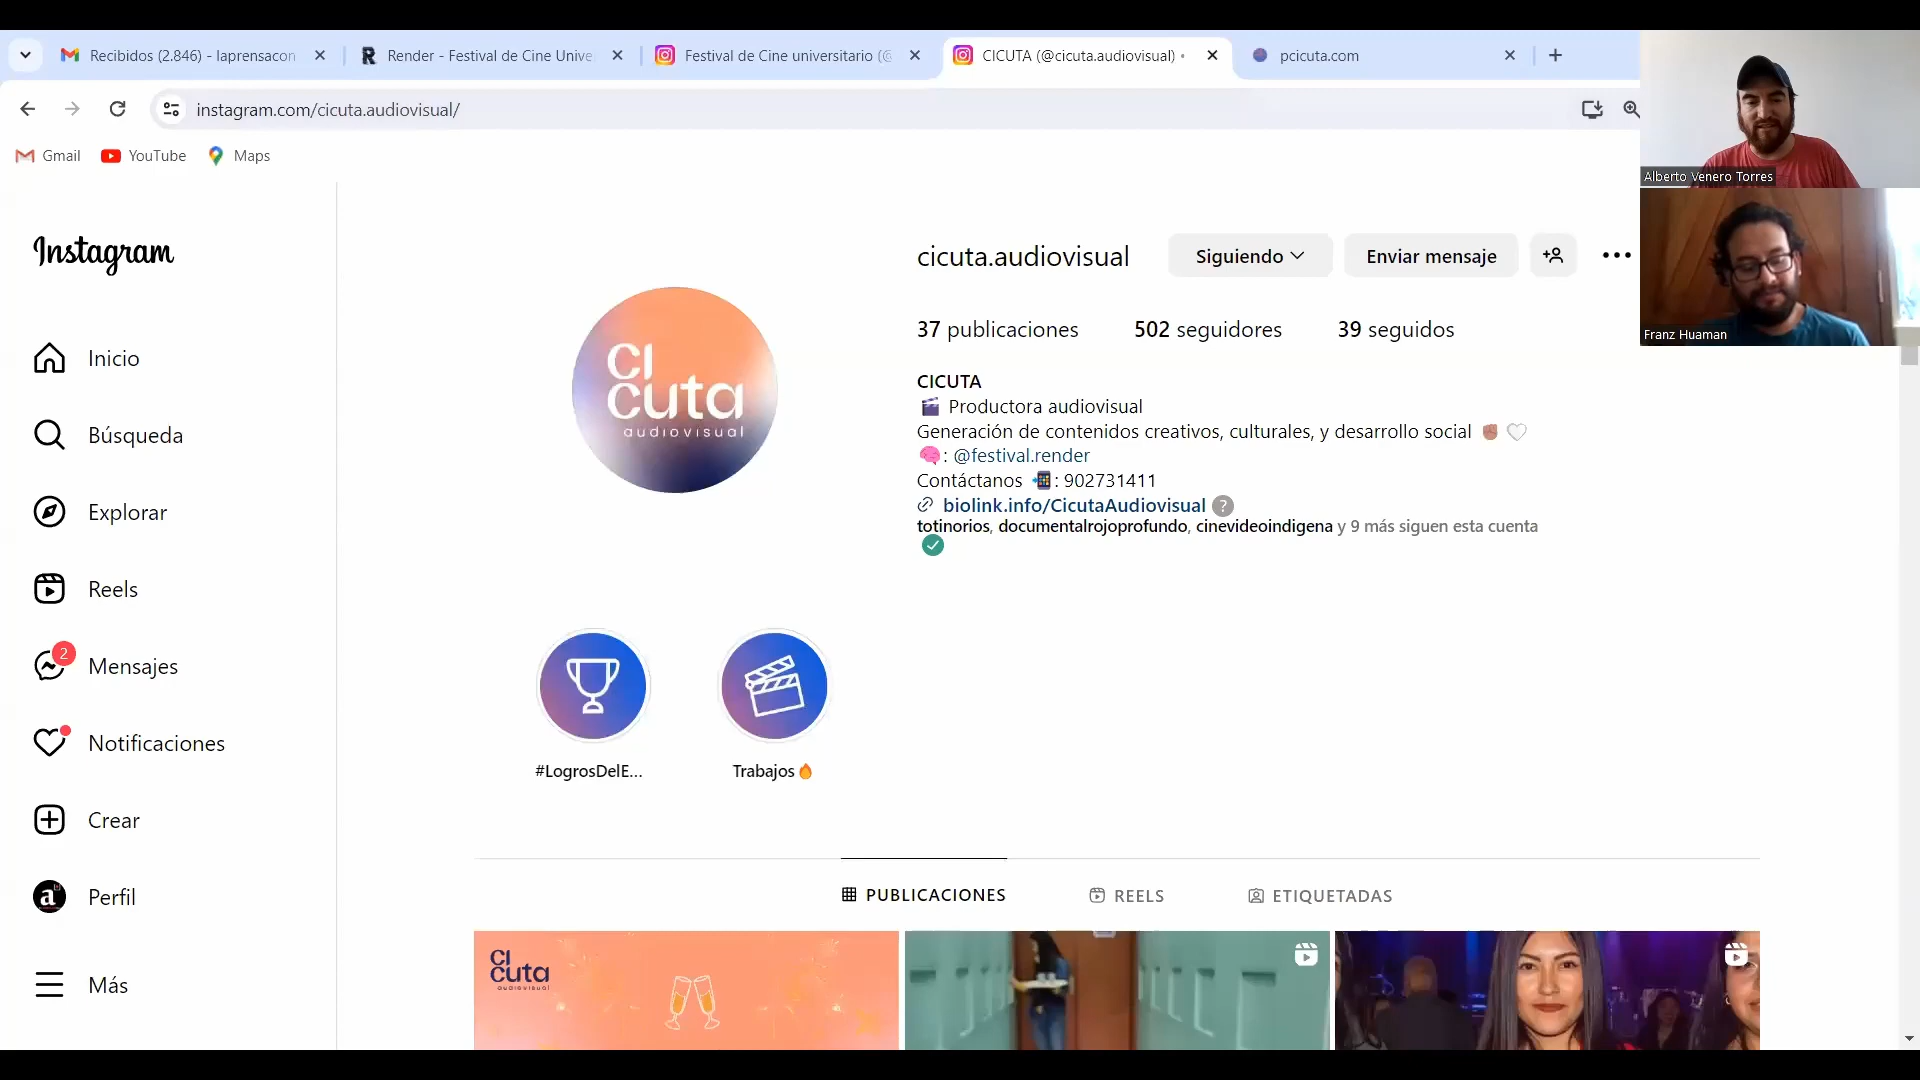 Recibidos (2.846) - laprensacon
Render - Festival de Cine Unive
Festival de Cine universitario (@
CICUTA (@cicuta.audiovisual) •
pcicuta.com
instagram.com/cicuta.audiovisual/
Gmail
YouTube
Maps
Alberto Venero Torres
Franz Huaman
Instagram
Inicio
Búsqueda
Explorar
Reels
2
Mensajes
Notificaciones
Crear
a
Perfil
Más
ci
cuta
audiovisual
cicuta.audiovisual
Siguiendo
Enviar mensaje
37 publicaciones
502 seguidores
39 seguidos
CICUTA
🎬 Productora audiovisual
Generación de contenidos creativos, culturales, y desarrollo social ✊🏽 🤍
🧠: @festival.render
Contáctanos 📲: 902731411
biolink.info/CicutaAudiovisual ?
totinorios, documentalrojoprofundo, cinevideoindigena y 9 más siguen esta cuenta
#LogrosDelE...
Trabajos🔥
PUBLICACIONES
REELS
ETIQUETADAS
ci
cuta
audiovisual